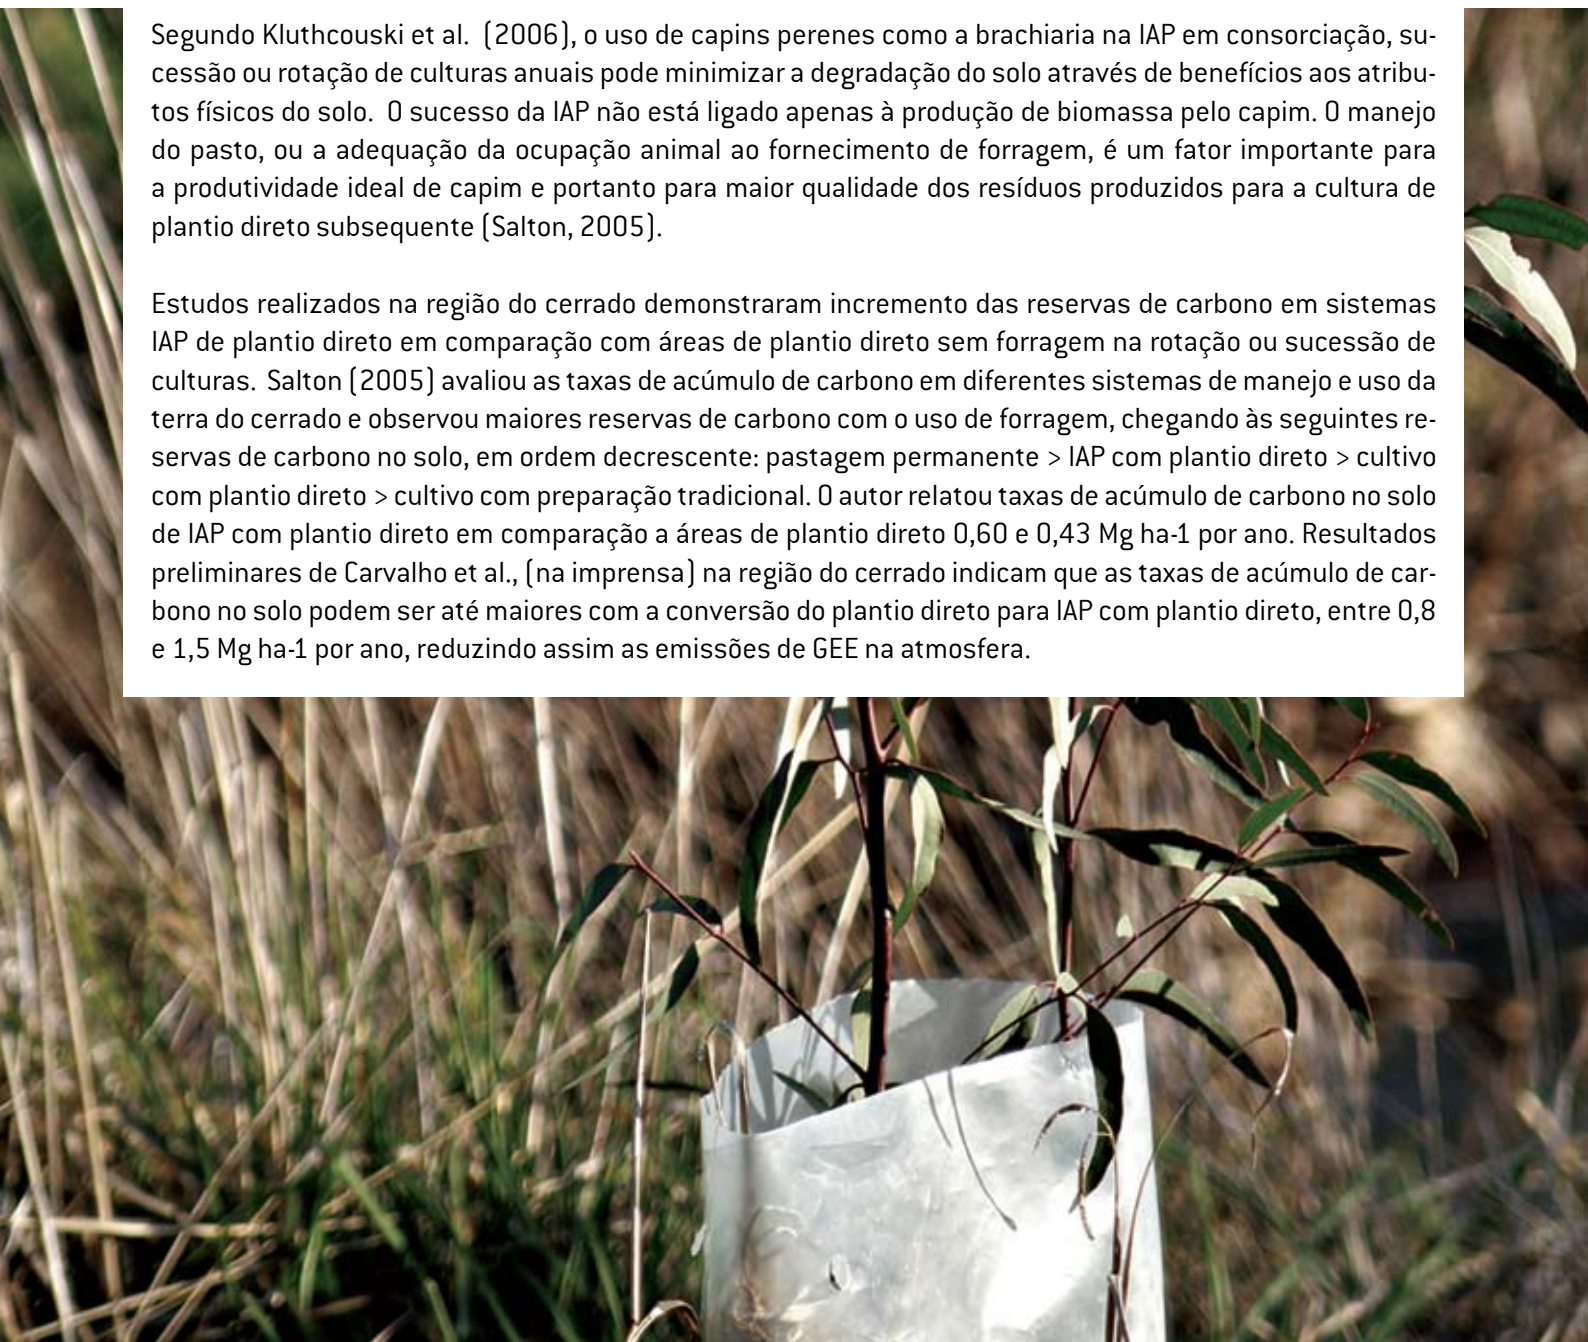 Segundo Kluthcouski et al.  (2006), o uso de capins perenes como a brachiaria na IAP em consorciação, su-
cessão ou rotação de culturas anuais pode minimizar a degradação do solo através de benefícios aos atribu-
tos físicos do solo.  O sucesso da IAP não está ligado apenas à produção de biomassa pelo capim. O manejo
do pasto, ou a adequação da ocupação animal ao fornecimento de forragem, é um fator importante para
a produtividade ideal de capim e portanto para maior qualidade dos resíduos produzidos para a cultura de
plantio direto subsequente (Salton, 2005).
Estudos realizados na região do cerrado demonstraram incremento das reservas de carbono em sistemas
IAP de plantio direto em comparação com áreas de plantio direto sem forragem na rotação ou sucessão de
culturas.  Salton (2005) avaliou as taxas de acúmulo de carbono em diferentes sistemas de manejo e uso da
terra do cerrado e observou maiores reservas de carbono com o uso de forragem, chegando às seguintes re-
servas de carbono no solo, em ordem decrescente: pastagem permanente > IAP com plantio direto > cultivo
com plantio direto > cultivo com preparação tradicional. O autor relatou taxas de acúmulo de carbono no solo
de IAP com plantio direto em comparação a áreas de plantio direto 0,60 e 0,43 Mg ha-1 por ano. Resultados
preliminares de Carvalho et al., (na imprensa) na região do cerrado indicam que as taxas de acúmulo de car-
bono no solo podem ser até maiores com a conversão do plantio direto para IAP com plantio direto, entre 0,8
e 1,5 Mg ha-1 por ano, reduzindo assim as emissões de GEE na atmosfera.